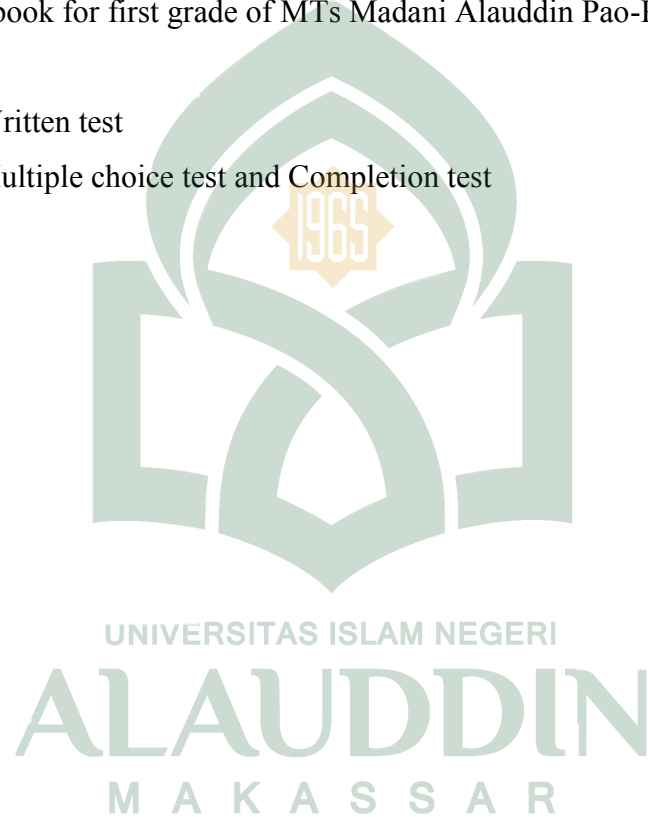 book for first grade of MTs Madani Alauddin Pao-
ritten test
ultiple choice test and Completion test
1965
UNIVERSITAS ISLAM NEGERI
ALAUDDIN
MAKASSAR